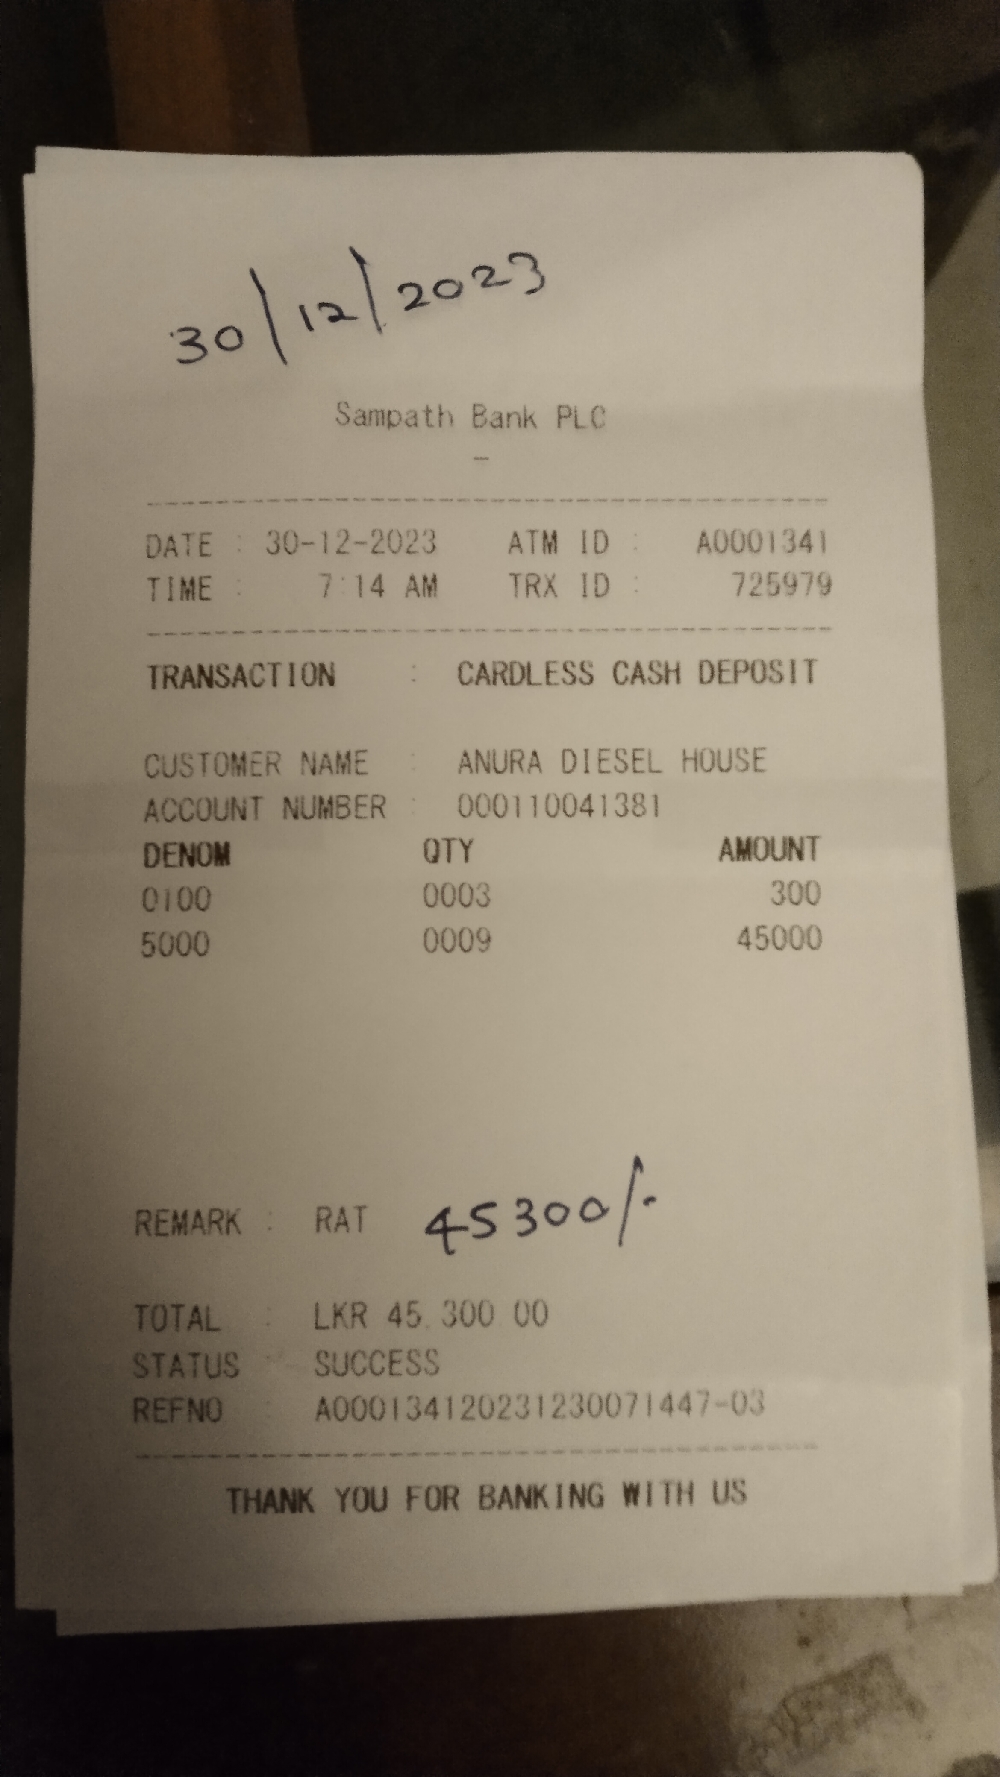 30/12/2023
Sampath Bank PLC
-
DATE : 30-12-2023 ATM ID : A0001341
TIME : 7:14 AM TRX ID : 725979
TRANSACTION : CARDLESS CASH DEPOSIT
CUSTOMER NAME : ANURA DIESEL HOUSE
ACCOUNT NUMBER : 000110041381
DENOM QTY AMOUNT
0100 0003 300
5000 0009 45000
REMARK : RAT 45300/-
TOTAL : LKR 45,300.00
STATUS : SUCCESS
REFNO : A000134120231230071447-03
THANK YOU FOR BANKING WITH US